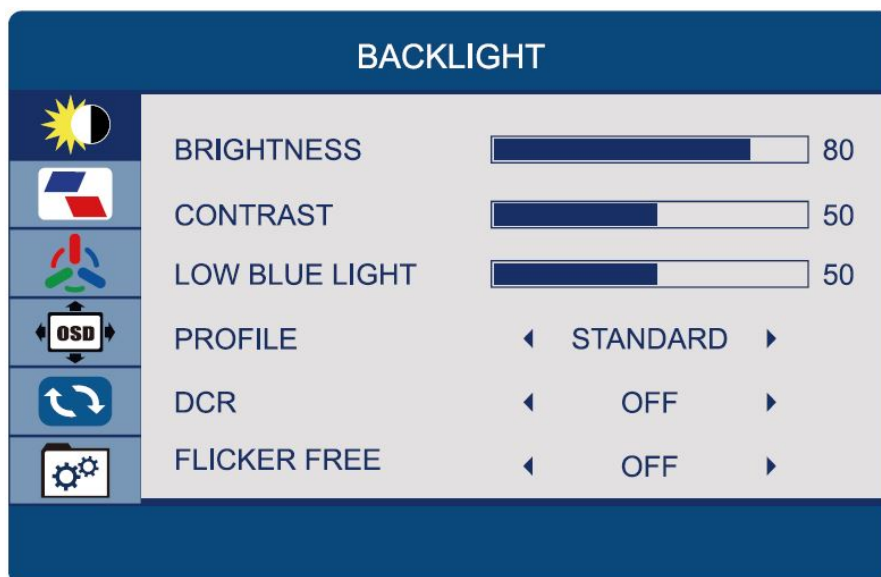 BACKLIGHT
BRIGHTNESS 80
CONTRAST 50
LOW BLUE LIGHT 50
OSD
PROFILE STANDARD
DCR OFF
FLICKER FREE OFF